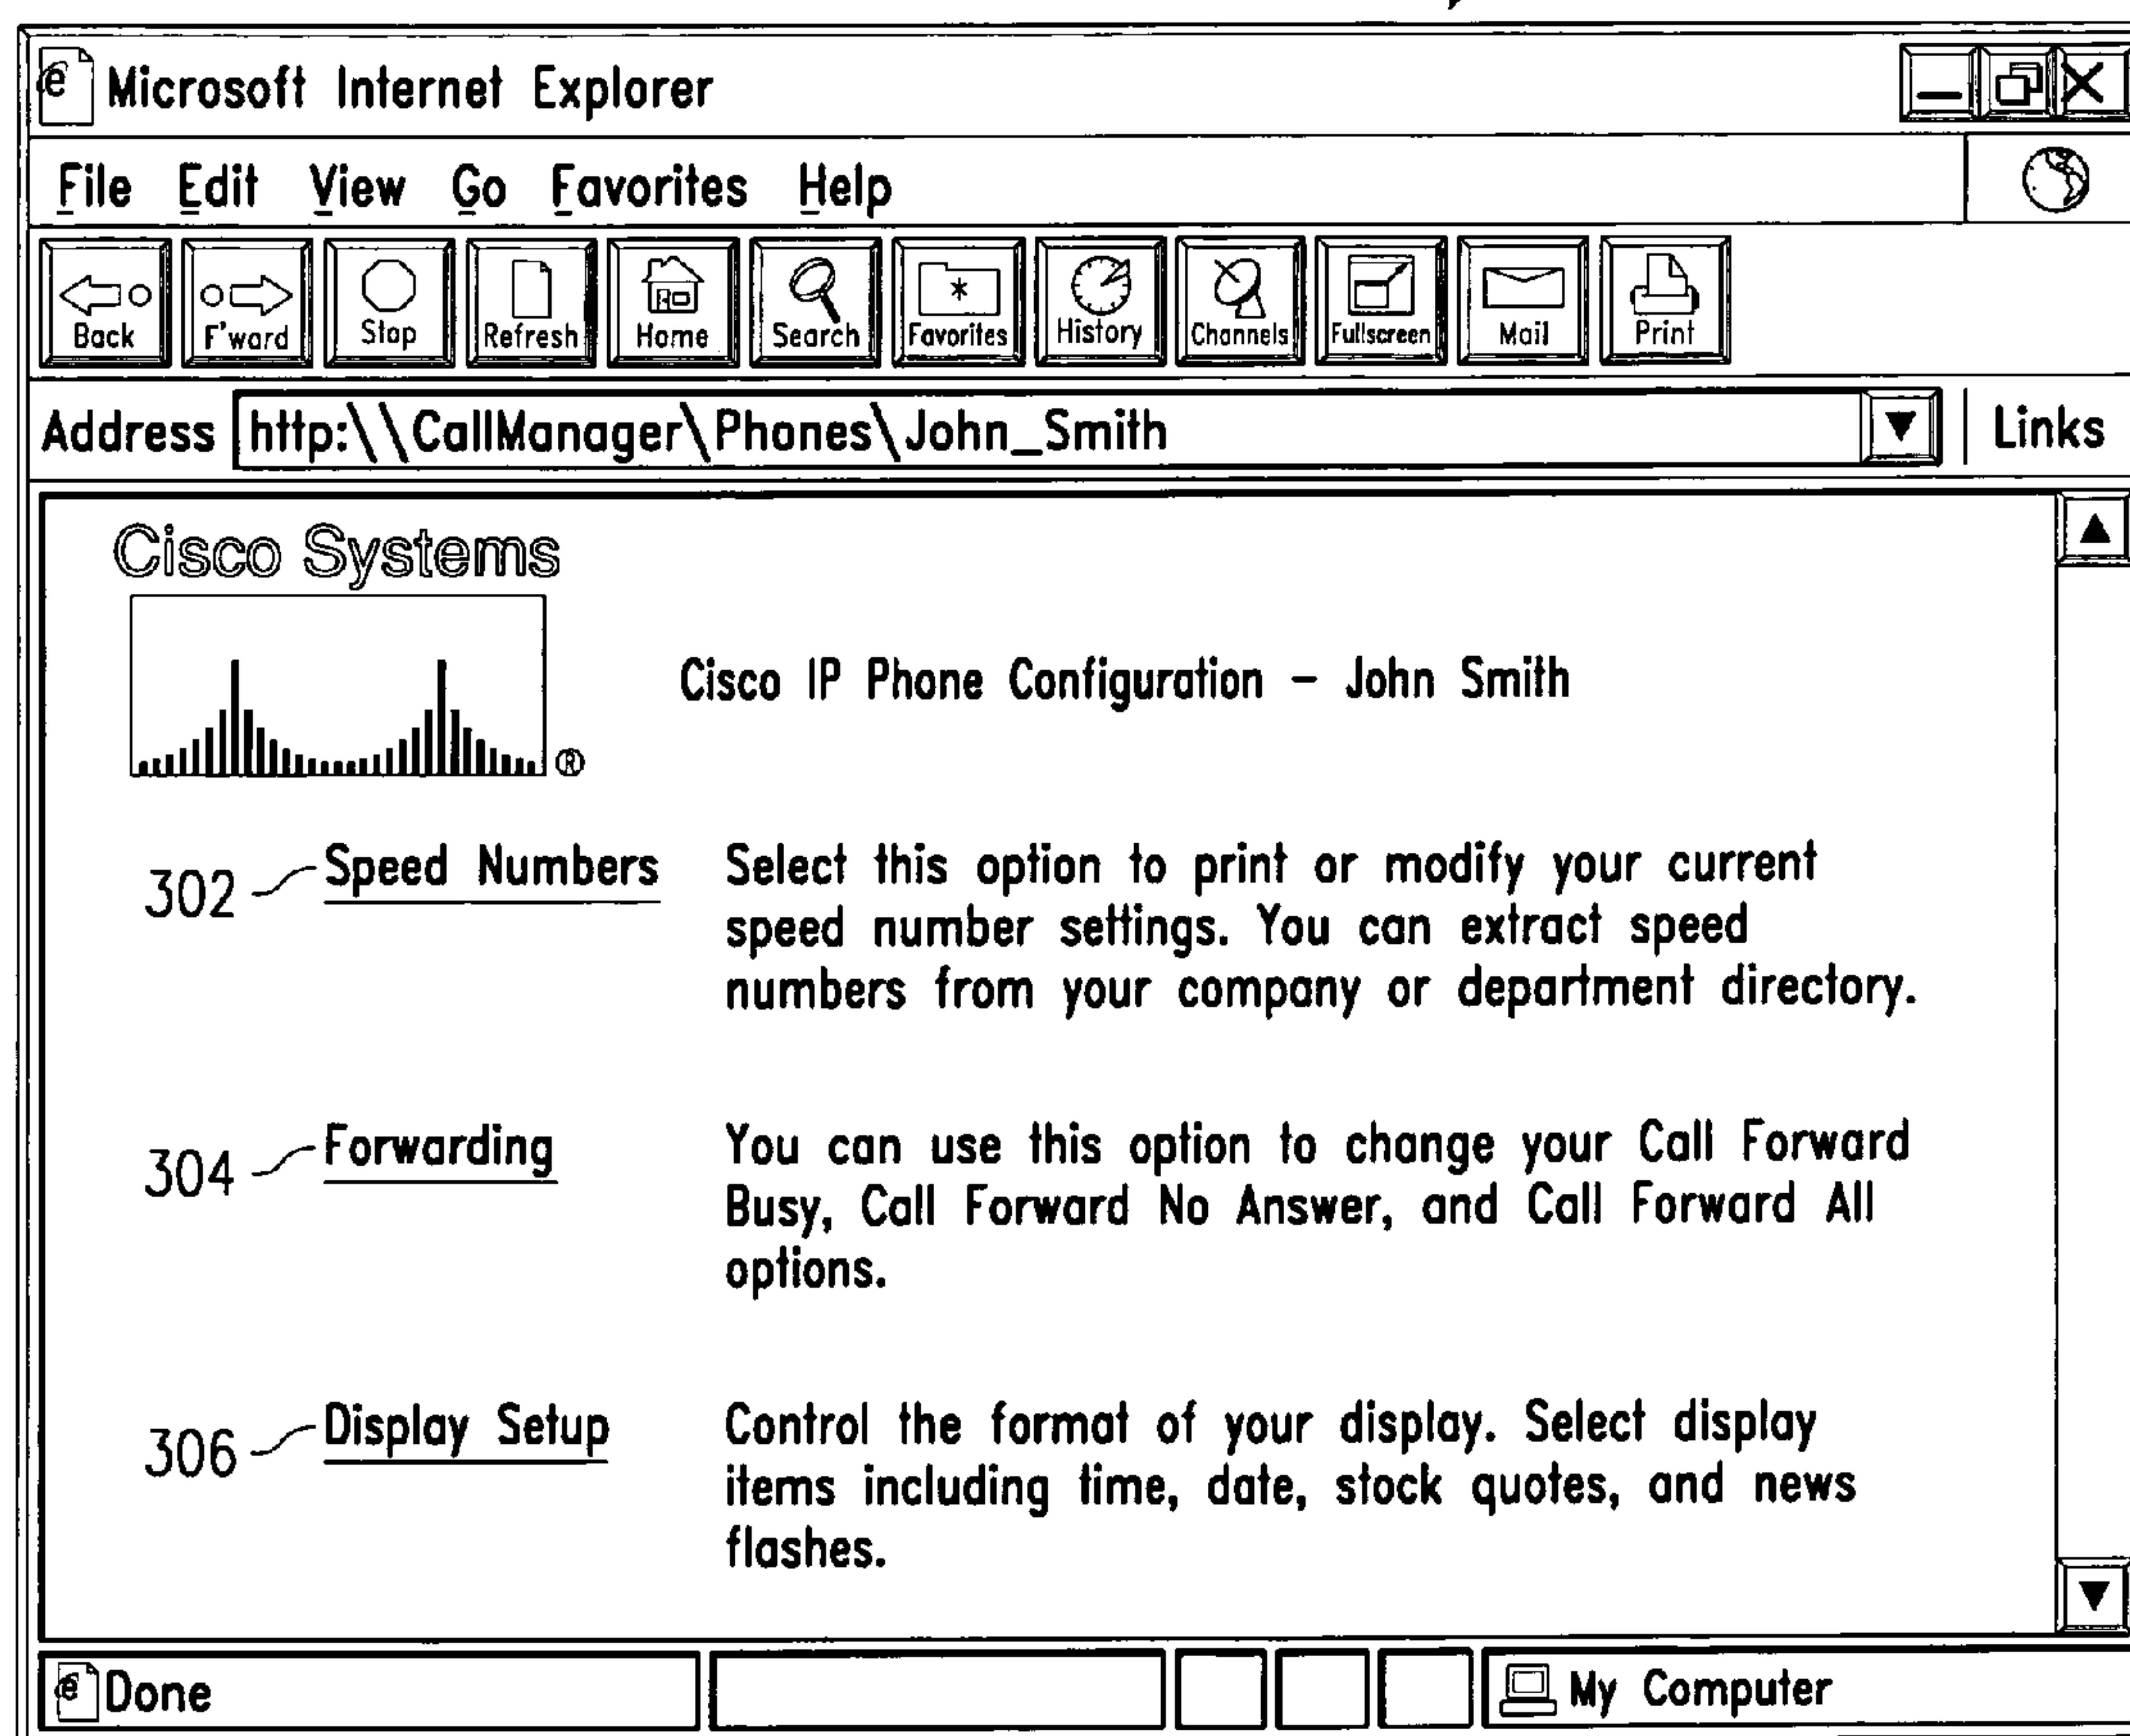 Microsoft Internet Explorer
File Edit View Go Favorites Help
Back F'ward Stop Refresh Home Search Favorites History Channels Fullscreen Mail Print
Address http:\\CallManager\Phones\John_Smith Links
Cisco Systems
Cisco IP Phone Configuration – John Smith
®
302 Speed Numbers Select this option to print or modify your current
speed number settings. You can extract speed
numbers from your company or department directory.
304 Forwarding You can use this option to change your Call Forward
Busy, Call Forward No Answer, and Call Forward All
options.
306 Display Setup Control the format of your display. Select display
items including time, date, stock quotes, and news
flashes.
Done My Computer